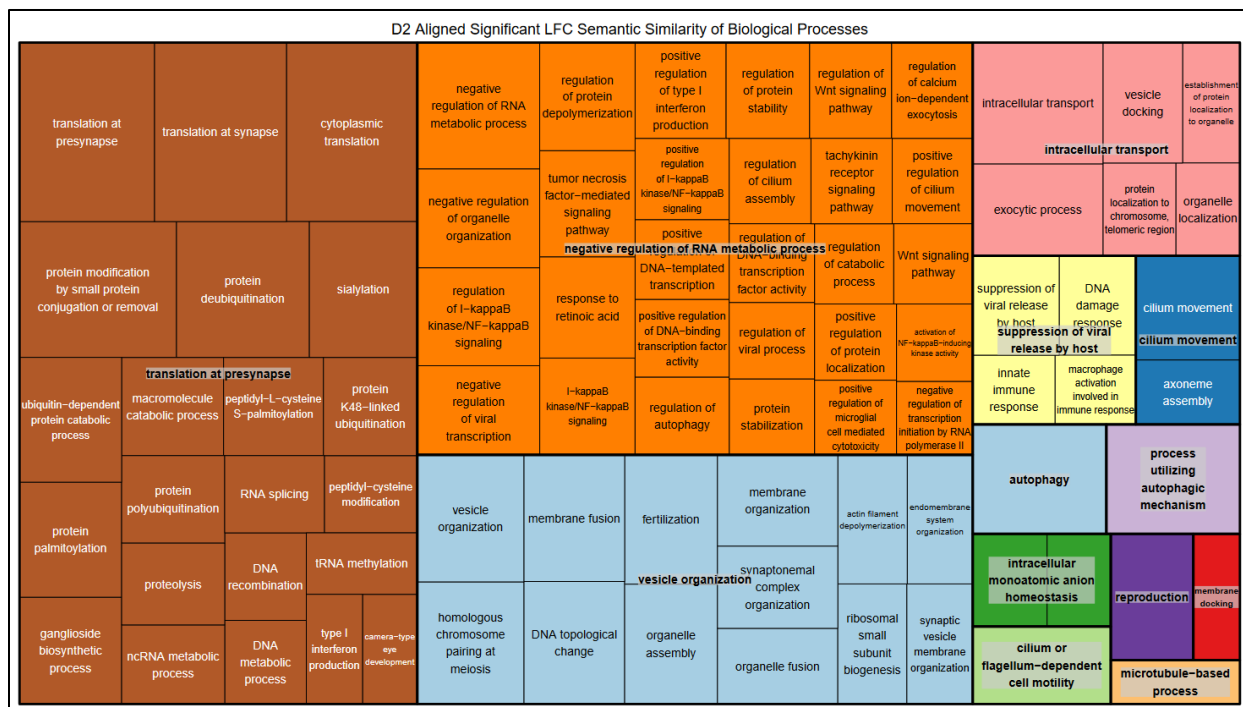 D2 Aligned Significant LFC Semantic Similarity of Biological Processes
translation at
presynapse
translation at synapse
cytoplasmic
translation
protein modification
by small protein
conjugation or removal
protein
deubiquitination
sialylation
translation at presynapse
ubiquitin−dependent
protein catabolic
process
macromolecule
catabolic process
peptidyl−L−cysteine
S−palmitoylation
protein
K48−linked
ubiquitination
protein
palmitoylation
protein
polyubiquitination
RNA splicing
peptidyl−cysteine
modification
proteolysis
DNA
recombination
tRNA methylation
ganglioside
biosynthetic
process
ncRNA metabolic
process
DNA
metabolic
process
type I
interferon
production
camera−type
eye
development
negative
regulation of RNA
metabolic process
regulation
of protein
depolymerization
positive
regulation
of type I
interferon
production
regulation
of protein
stability
regulation of
Wnt signaling
pathway
regulation
of calcium
ion−dependent
exocytosis
negative regulation
of organelle
organization
tumor necrosis
factor−mediated
signaling
pathway
positive
regulation
of I−kappaB
kinase/NF−kappaB
signaling
regulation
of cilium
assembly
tachykinin
receptor
signaling
pathway
positive
regulation
of cilium
movement
negative regulation of RNA metabolic process
regulation
of I−kappaB
kinase/NF−kappaB
signaling
response to
retinoic acid
positive
DNA−templated
transcription
regulation of
DNA−binding
transcription
factor activity
regulation
of catabolic
process
Wnt signaling
pathway
positive regulation
of DNA−binding
transcription factor
activity
regulation of
viral process
positive
regulation
of protein
localization
activation of
NF−kappaB−inducing
kinase activity
negative
regulation
of viral
transcription
I−kappaB
kinase/NF−kappaB
signaling
regulation of
autophagy
protein
stabilization
positive
regulation of
microglial
cell mediated
cytotoxicity
negative
regulation of
transcription
initiation by RNA
polymerase II
vesicle
organization
membrane fusion
fertilization
membrane
organization
actin filament
depolymerization
endomembrane
system
organization
vesicle organization
homologous
chromosome
pairing at
meiosis
DNA topological
change
organelle
assembly
synaptonemal
complex
organization
organelle fusion
ribosomal
small
subunit
biogenesis
synaptic
vesicle
membrane
organization
intracellular transport
vesicle
docking
establishment
of protein
localization
to organelle
intracellular transport
exocytic process
protein
localization to
chromosome,
telomeric region
organelle
localization
suppression of
viral release
by host
DNA
damage
response
suppression of viral
release by host
innate
immune
response
macrophage
activation
involved in
immune response
cilium movement
cilium movement
axoneme
assembly
autophagy
process
utilizing
autophagic
mechanism
intracellular
monoatomic anion
homeostasis
reproduction
membrane
docking
cilium or
flagellum−dependent
cell motility
microtubule−based
process